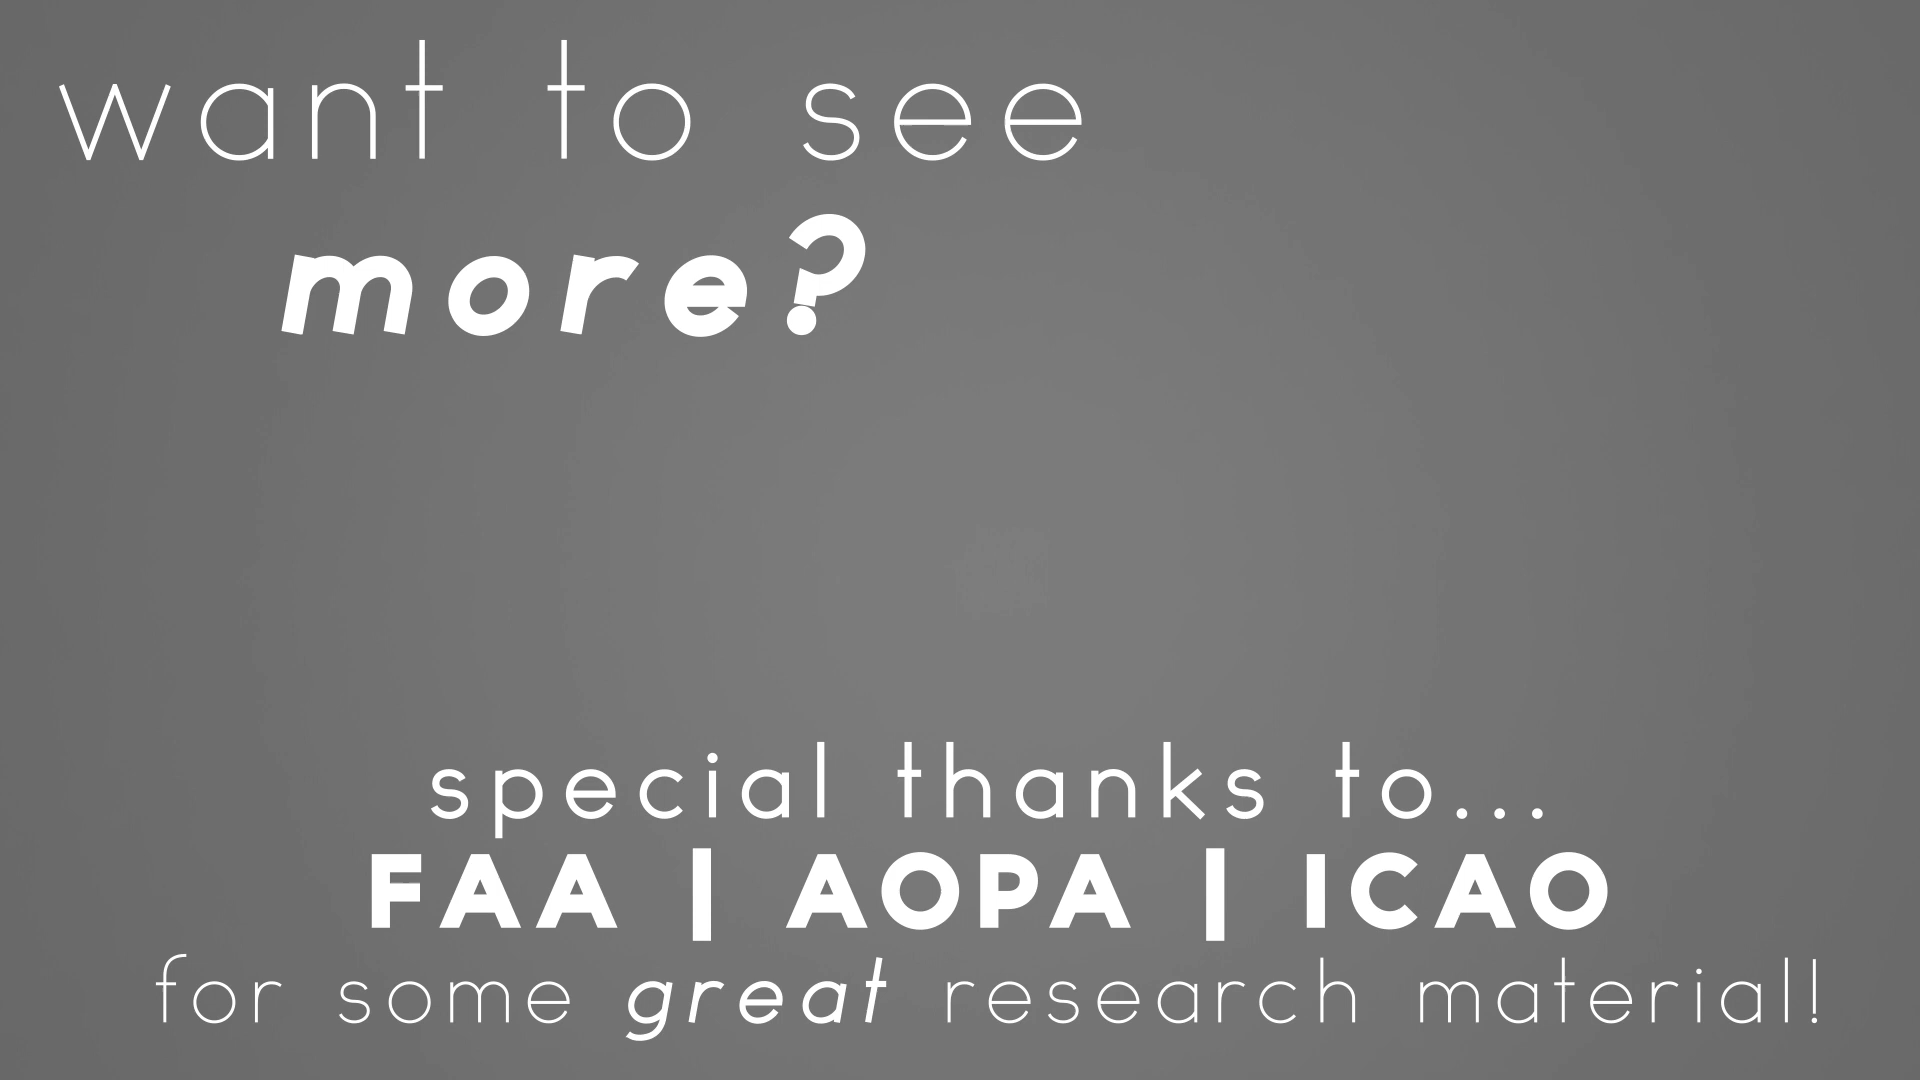 want to see
more?
special thanks to...
FAA | AOPA | ICAO
for some great research material!